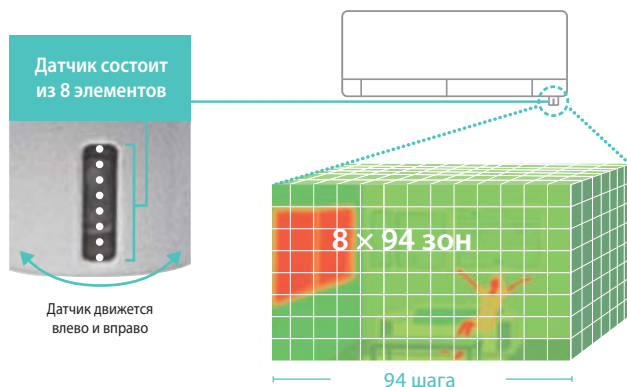 Датчик состоит
из 8 элементов
8 × 94 зон
Датчик движется
влево и вправо
94 шага